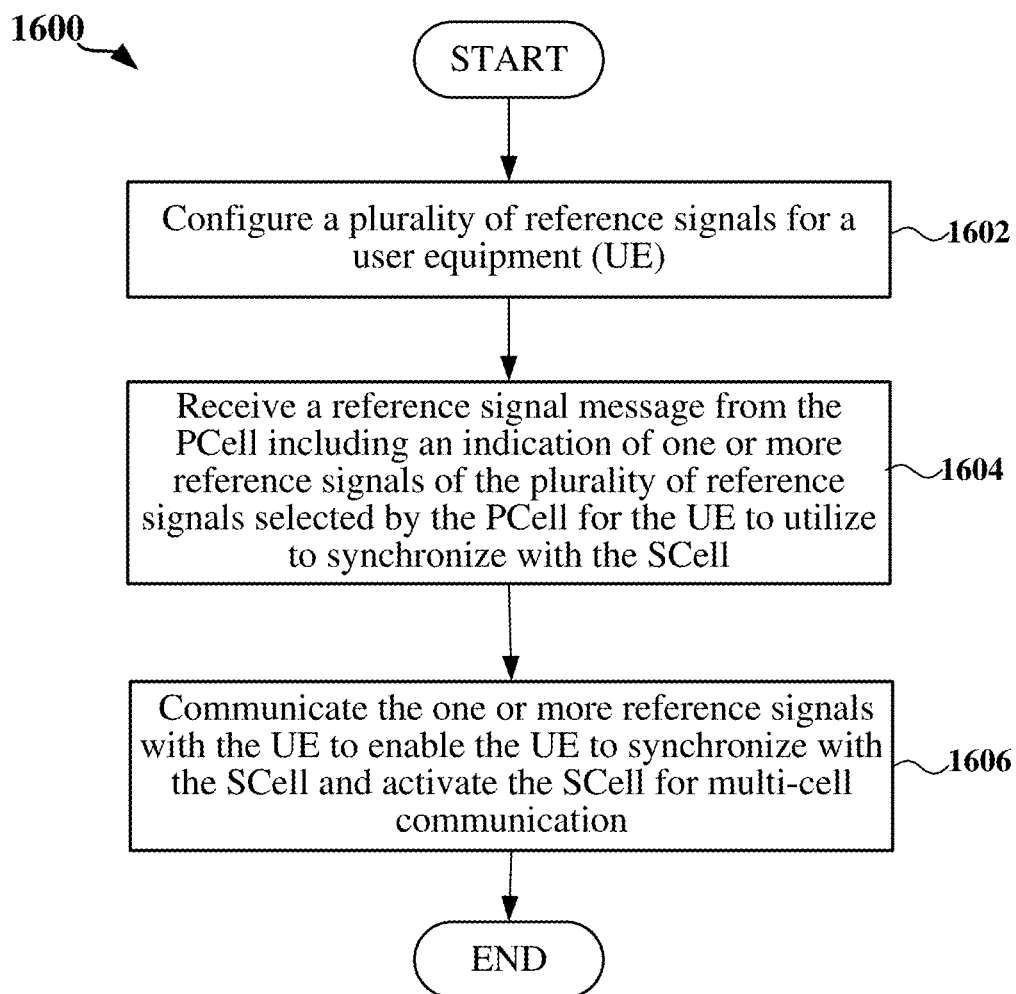 1600
START
Configure a plurality of reference signals for a
user equipment (UE)
1602
Receive a reference signal message from the
PCell including an indication of one or more
reference signals of the plurality of reference
signals selected by the PCell for the UE to utilize
to synchronize with the SCell
1604
Communicate the one or more reference signals
with the UE to enable the UE to synchronize with
the SCell and activate the SCell for multi-cell
communication
1606
END